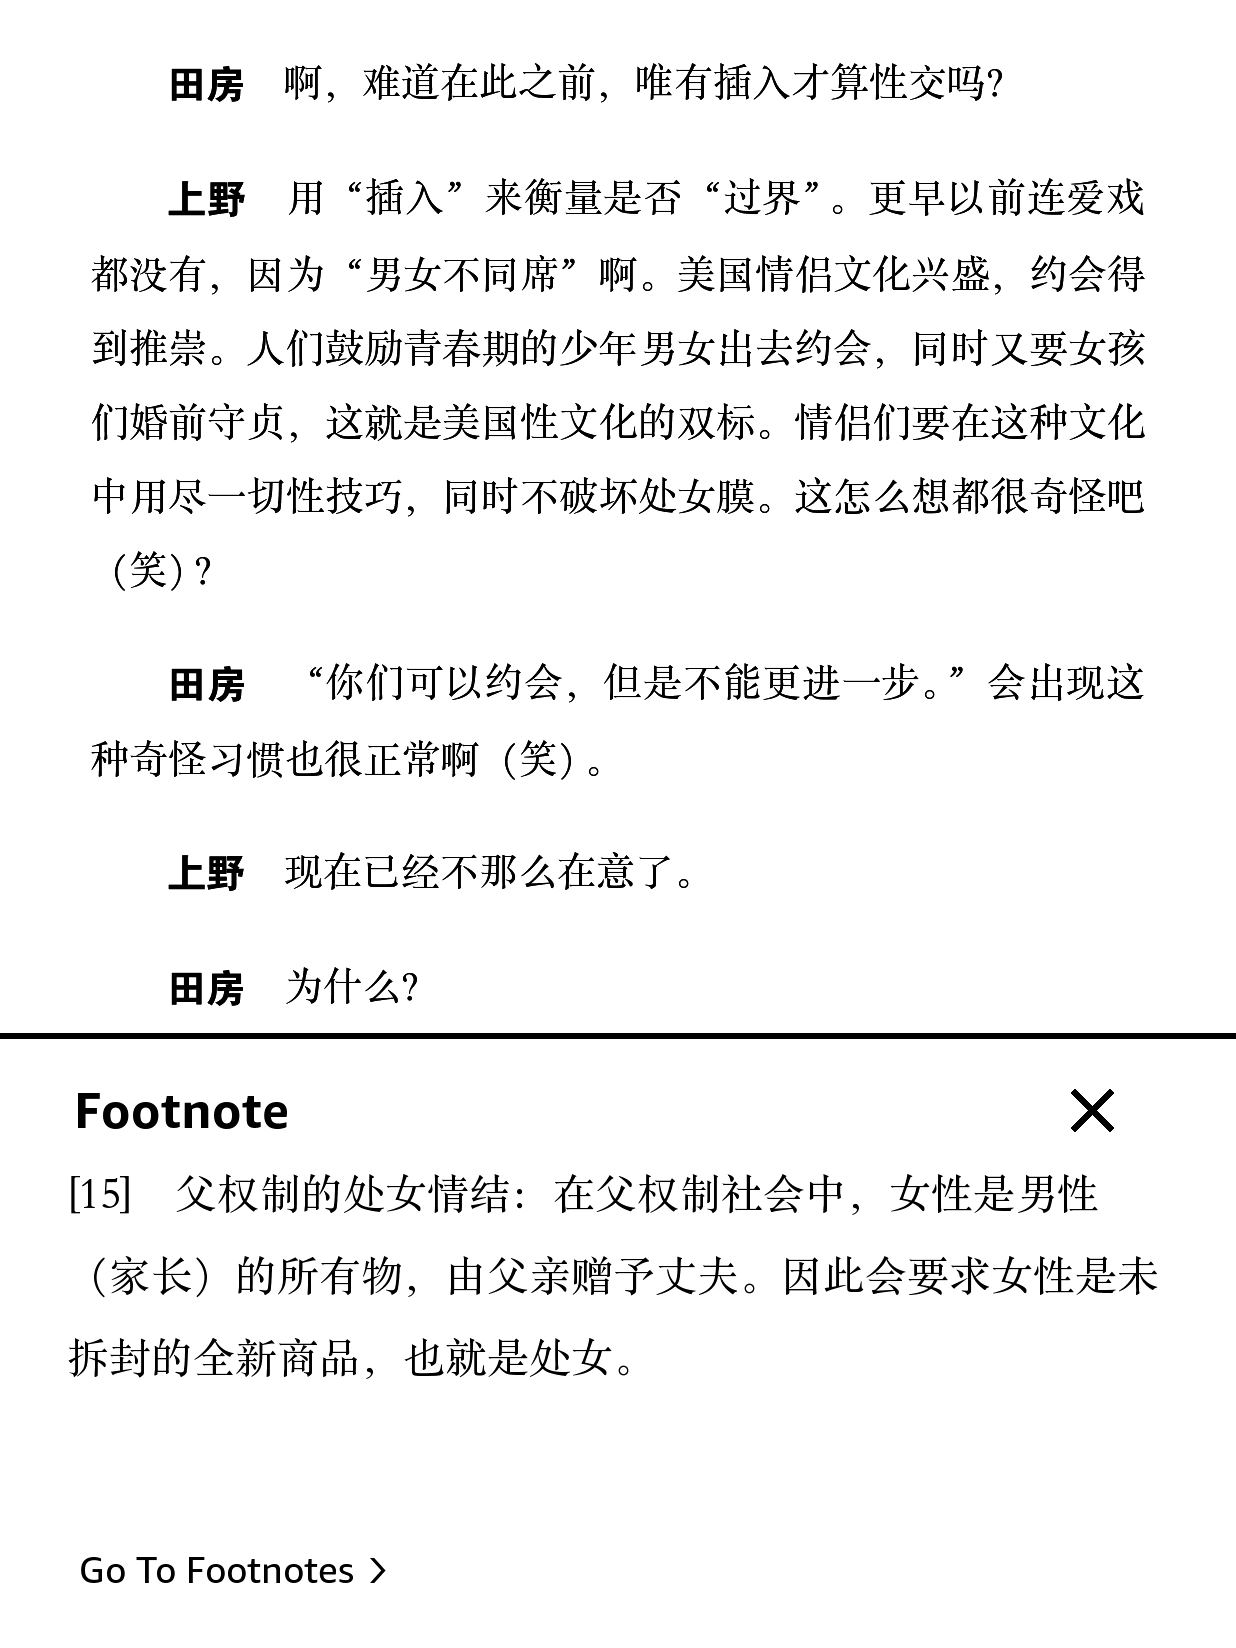 田房 啊，难道在此之前，唯有插入才算性交吗？
上野 用“插入”来衡量是否“过界”。更早以前连爱戏
都没有，因为“男女不同席”啊。美国情侣文化兴盛，约会得
到推崇。人们鼓励青春期的少年男女出去约会，同时又要女孩
们婚前守贞，这就是美国性文化的双标。情侣们要在这种文化
中用尽一切性技巧，同时不破坏处女膜。这怎么想都很奇怪吧
（笑）？
田房 “你们可以约会，但是不能更进一步。”会出现这
种奇怪习惯也很正常啊（笑）。
上野 现在已经不那么在意了。
田房 为什么？
Footnote
[15] 父权制的处女情结：在父权制社会中，女性是男性
（家长）的所有物，由父亲赠予丈夫。因此会要求女性是未
拆封的全新商品，也就是处女。
Go To Footnotes >